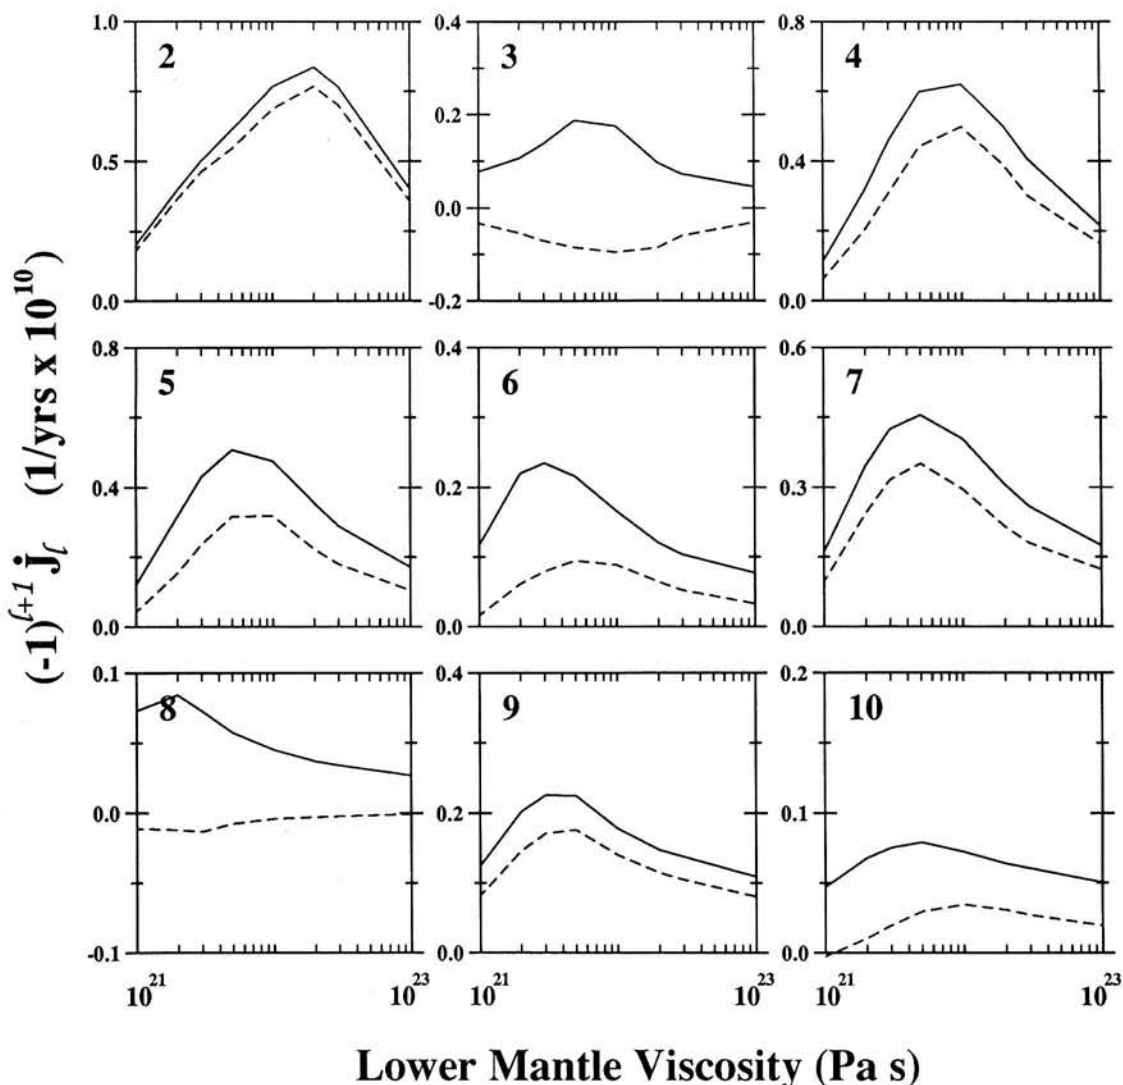 1.0 0.4 0.8
2 3 4
0.2
0.5 0.4
0.0
0.0 -0.2 0.0
0.8 0.4 0.6
5 6 7
0.4 0.2 0.3
0.0 0.0 0.0
0.1 0.4 0.2
8 9 10
0.0 0.2 0.1
-0.1 0.0 0.0
10^21 10^23 10^21 10^23 10^21 10^23
(-1)^ℓ+1 J̇_ℓ (1/yrs x 10^10)
Lower Mantle Viscosity (Pa s)